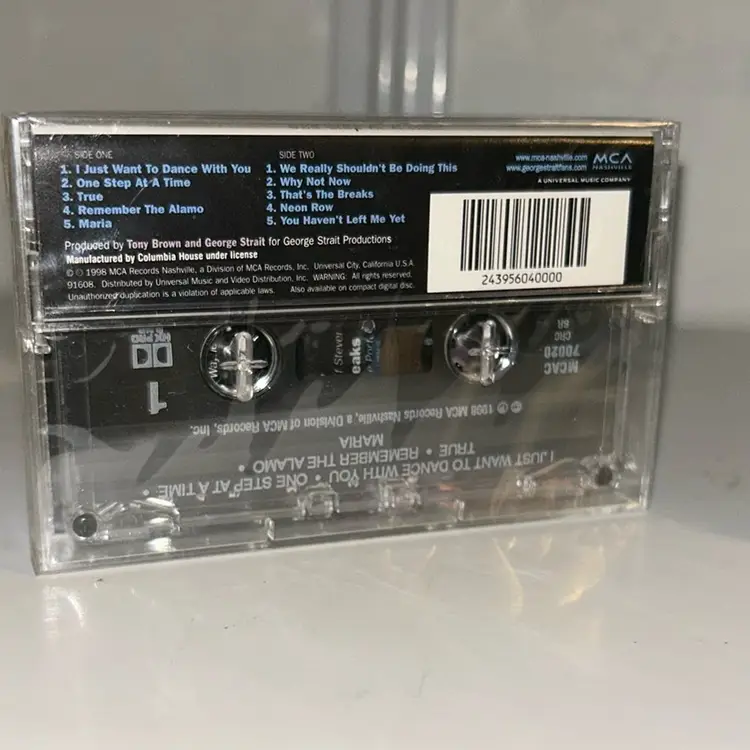 SIDE ONE
1. I Just Want To Dance With You
2. One Step At A Time
3. True
4. Remember The Alamo
5. Maria
SIDE TWO
1. We Really Shouldn't Be Doing This
2. Why Not Now
3. That's The Breaks
4. Neon Row
5. You Haven't Left Me Yet
www.mca-nashville.com
www.georgestraitfans.com
MCA
NASHVILLE
A UNIVERSAL MUSIC COMPANY
Produced by Tony Brown and George Strait for George Strait Productions
Manufactured by Columbia House under license
℗ © 1998 MCA Records Nashville, a Division of MCA Records, Inc. Universal City, California U.S.A.
91608. Distributed by Universal Music and Video Distribution, Inc. WARNING: All rights reserved.
Unauthorized duplication is a violation of applicable laws. Also available on compact disc.
243956040000
I JUST WANT TO DANCE WITH YOU • ONE STEP AT A TIME •
TRUE • REMEMBER THE ALAMO •
MARIA
© ℗ 1998 MCA Records Nashville, a Division of MCA Records, Inc.
1
MCAC
70020
CRC
HX PRO
f Stever
eaks